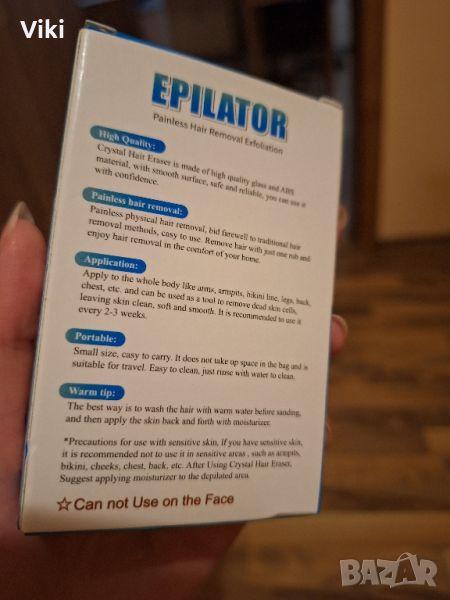 Viki
EPILATOR
Painless Hair Removal Exfoliation
High Quality:
Crystal Hair Eraser is made of high quality glass and ABS
material, with smooth surface, safe and reliable, you can use it
with confidence.
Painless hair removal:
Painless physical hair removal, bid farewell to traditional hair
removal methods, easy to use. Remove hair with just one rub and
enjoy hair removal in the comfort of your home.
Application:
Apply to the whole body like arms, armpits, bikini line, legs, back,
chest, etc. and can be used as a tool to remove dead skin cells,
leaving skin clean, soft and smooth. It is recommended to use it
every 2-3 weeks.
Portable:
Small size, easy to carry. It does not take up space in the bag and is
suitable for travel. Easy to clean, just rinse with water to clean.
Warm tip:
The best way is to wash the hair with warm water before sanding,
and then apply the skin back and forth with moisturizer.
*Precautions for use with sensitive skin, if you have sensitive skin,
it is recommended not to use it in sensitive areas , such as armpits,
bikini, cheeks, chest, back, etc. After Using Crystal Hair Eraser,
Suggest applying moisturizer to the depilated area.
☆Can not Use on the Face
BAZAR